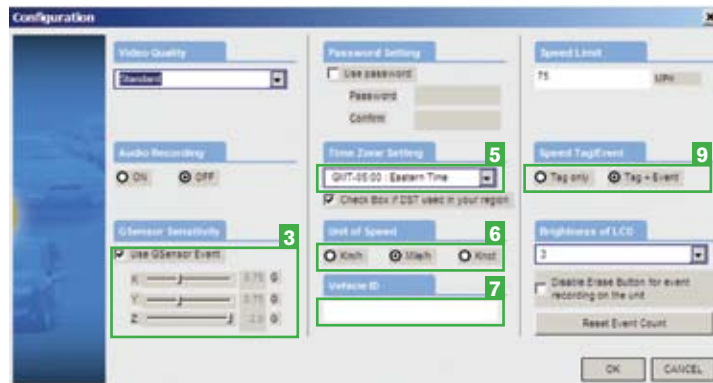 Configuration
Video Quality
Standard
Audio Recording
ON OFF
GSensor Sensitivity
3
Use GSensor Event
X 0.75 G
Y 0.75 G
Z G
Password Setting
Use password
Password
Confirm
Time Zone Setting
5
GMT-05:00 : Eastern Time
Check Box if DST used in your region
Unit of Speed
6
Km/h Mile/h Knot
Vehicle ID
7
Speed Limit
75 MPH
Speed Tag/Event
9
Tag only Tag + Event
Brightness of LCD
3
Disable Erase Button for event
recording on the unit
Reset Event Count
OK CANCEL